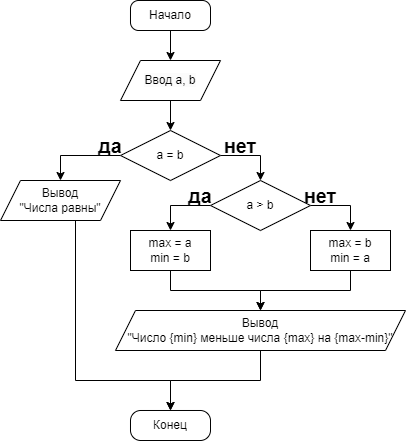 Начало
Ввод a, b
да
нет
a = b
Вывод
"Числа равны"
да
нет
a > b
max = a
min = b
max = b
min = a
Вывод
"Число {min} меньше числа {max} на {max-min}"
Конец